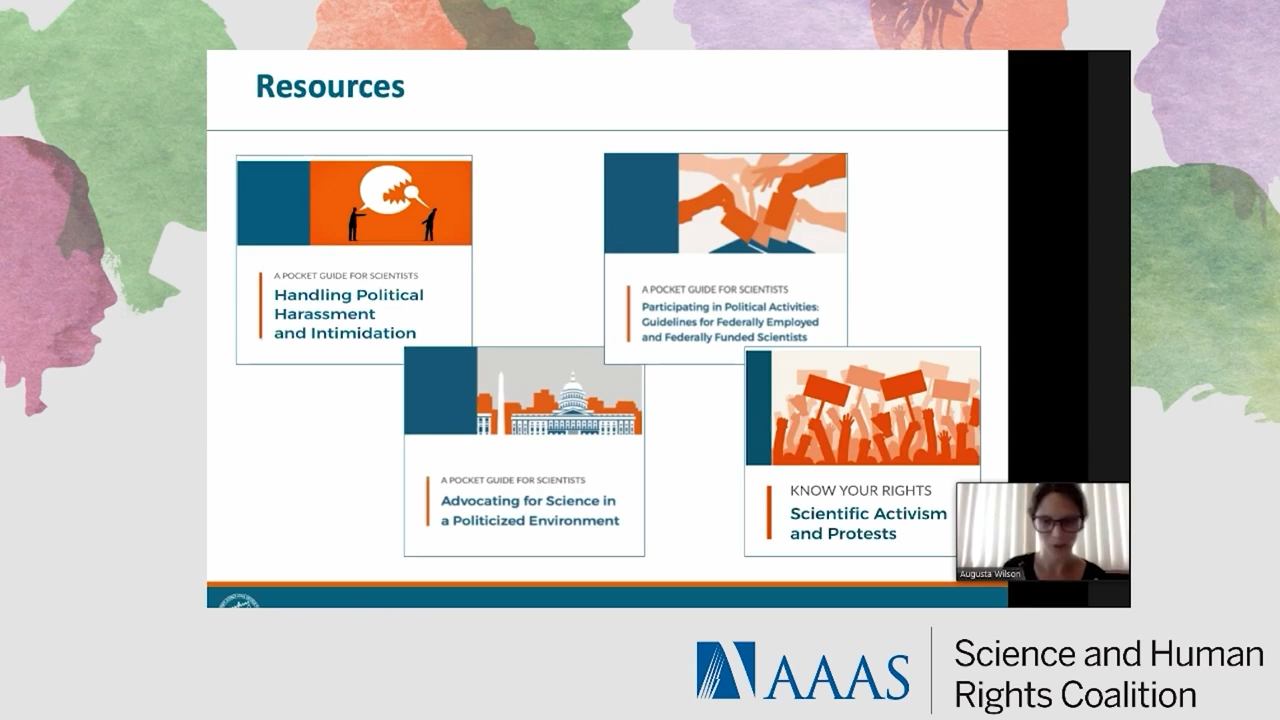 Resources
A POCKET GUIDE FOR SCIENTISTS
Handling Political
Harassment
and Intimidation
A POCKET GUIDE FOR SCIENTISTS
Participating in Political Activities:
Guidelines for Federally Employed
and Federally Funded Scientists
A POCKET GUIDE FOR SCIENTISTS
Advocating for Science in
a Politicized Environment
KNOW YOUR RIGHTS
Scientific Activism
and Protests
Augusta Wilson
AAAS
Science and Human
Rights Coalition